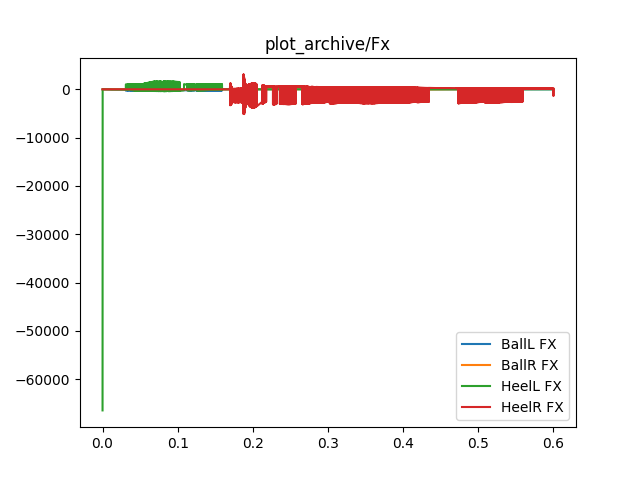 plot_archive/Fx
0
−10000
−20000
−30000
−40000
−50000
−60000
BallL FX
BallR FX
HeelL FX
HeelR FX
0.0 0.1 0.2 0.3 0.4 0.5 0.6